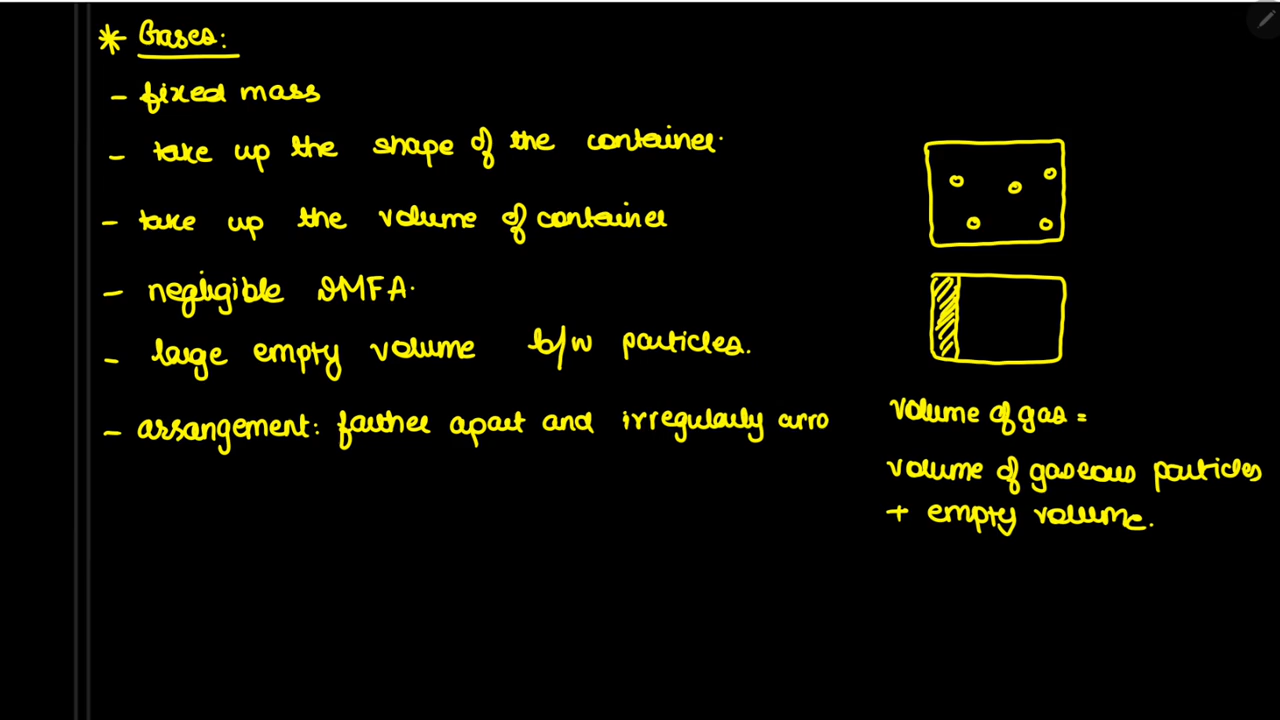 * Gases:
- fixed mass
- take up the shape of the container.
- take up the volume of container
- negligible IMFA.
- large empty volume b/w particles.
- arrangement: farther apart and irregularly arra
volume of gas =
volume of gaseous particles
+ empty volume.